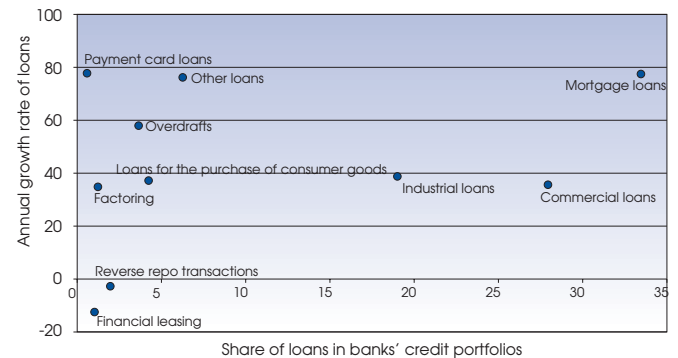 100
Payment card loans
80
Other loans
Mortgage loans
60
Overdrafts
Annual growth rate of loans
Loans for the purchase of consumer goods
40
Industrial loans
Factoring
Commercial loans
20
Reverse repo transactions
0
0 5 10 15 20 25 30 35
Financial leasing
-20
Share of loans in banks’ credit portfolios